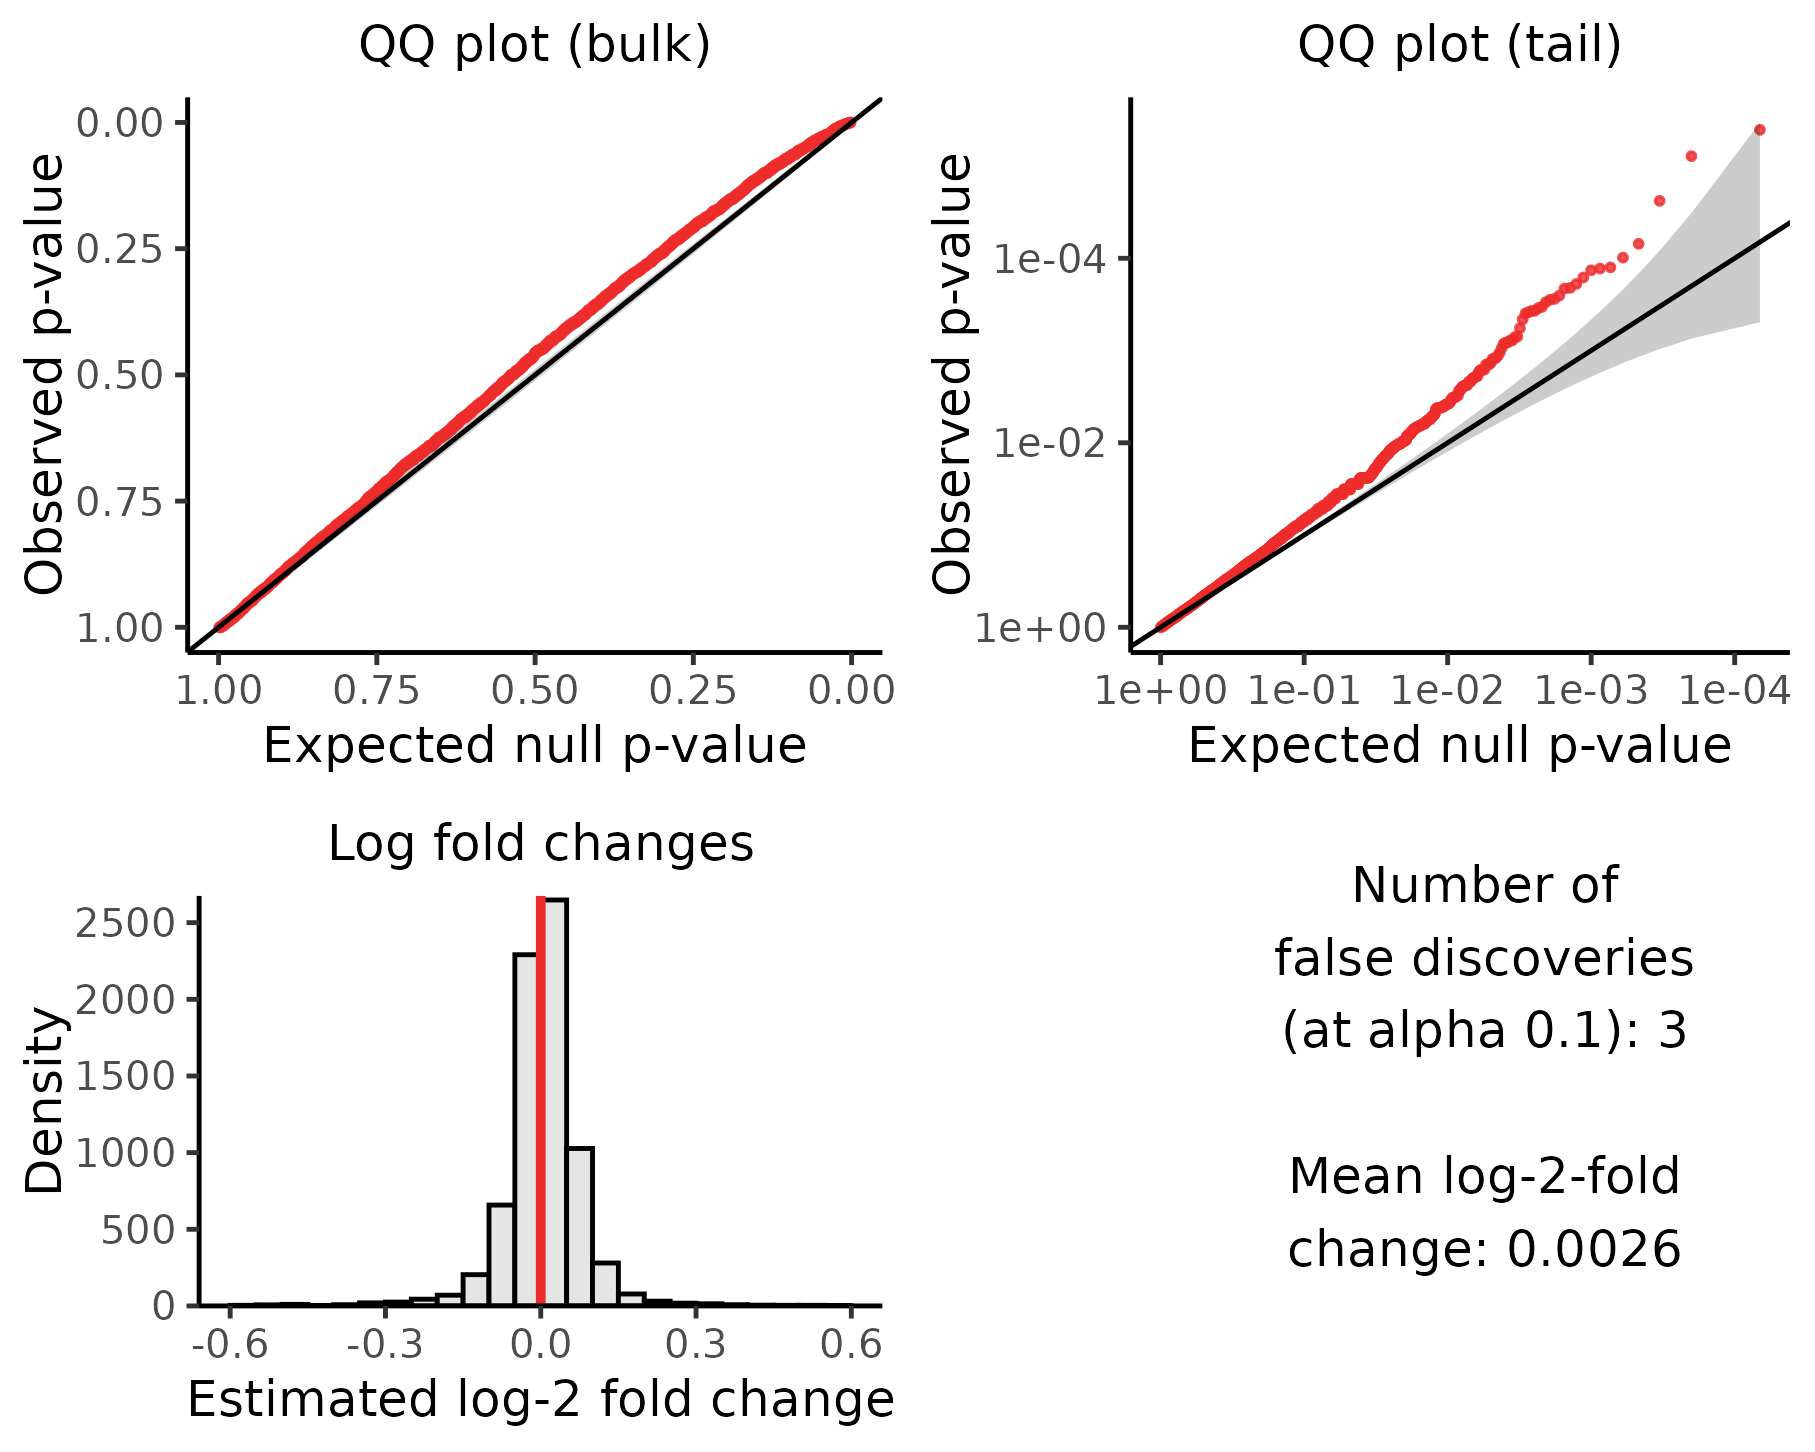 QQ plot (bulk)
Observed p-value
0.00
0.25
0.50
0.75
1.00
1.00 0.75 0.50 0.25 0.00
Expected null p-value
QQ plot (tail)
Observed p-value
1e-04
1e-02
1e+00
1e+00 1e-01 1e-02 1e-03 1e-04
Expected null p-value
Log fold changes
Density
2500
2000
1500
1000
500
0
-0.6 -0.3 0.0 0.3 0.6
Estimated log-2 fold change
Number of
false discoveries
(at alpha 0.1): 3
Mean log-2-fold
change: 0.0026